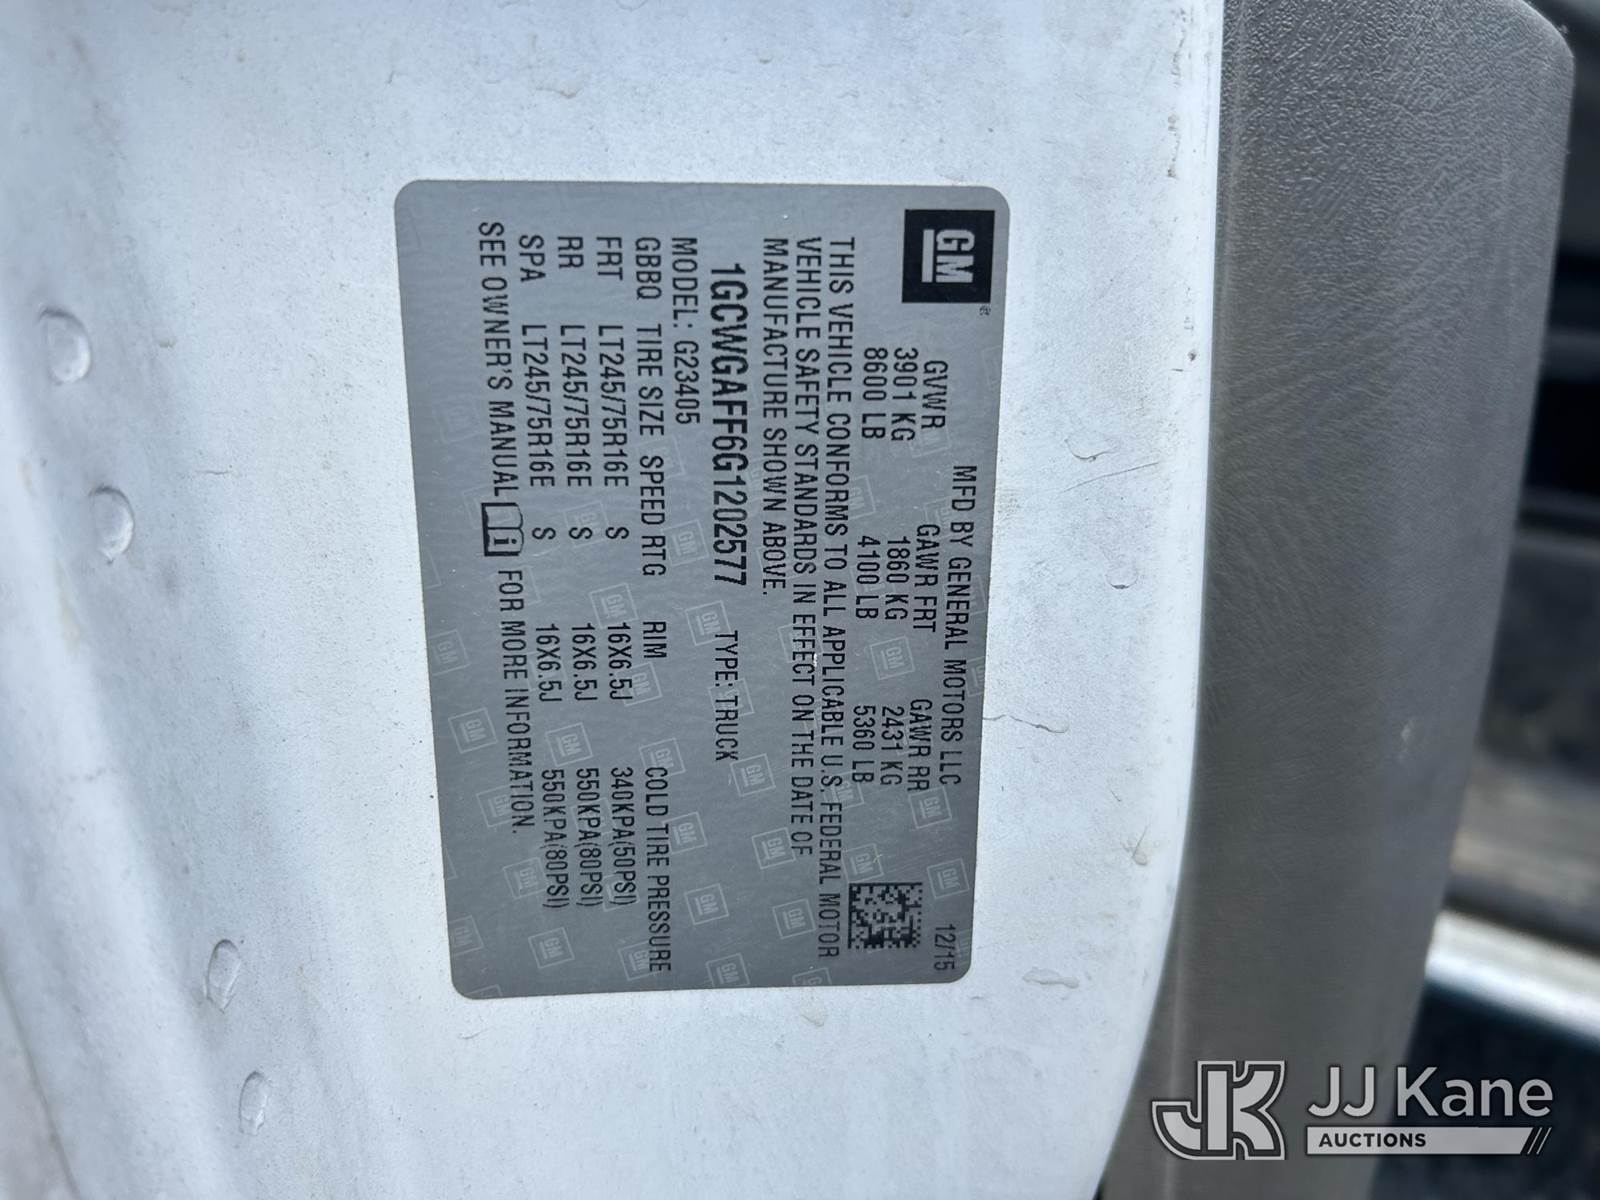 GM
MFD BY GENERAL MOTORS LLC 12/15
GVWR GAWR FRT GAWR RR
3901 KG 1860 KG 2431 KG
8600 LB 4100 LB 5360 LB
THIS VEHICLE CONFORMS TO ALL APPLICABLE U.S. FEDERAL MOTOR
VEHICLE SAFETY STANDARDS IN EFFECT ON THE DATE OF
MANUFACTURE SHOWN ABOVE.
1GCWGAFF6G1202577 TYPE: TRUCK
MODEL: G23405
GBBQ TIRE SIZE SPEED RTG RIM COLD TIRE PRESSURE
FRT LT245/75R16E S 16X6.5J 340KPA(50PSI)
RR LT245/75R16E S 16X6.5J 550KPA(80PSI)
SPA LT245/75R16E S 16X6.5J 550KPA(80PSI)
SEE OWNER'S MANUAL i FOR MORE INFORMATION.
JK JJ Kane
AUCTIONS